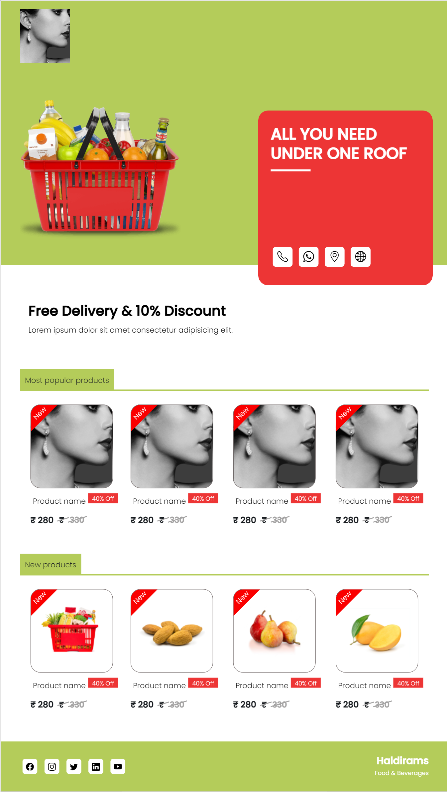 ALL YOU NEED
UNDER ONE ROOF
Free Delivery & 10% Discount
Lorem ipsum dolor sit amet consectetur adipisicing elit.
Most popular products
New
New
New
New
Product name 40% Off
Product name 40% Off
Product name 40% Off
Product name 40% Off
₹ 280 ₹ 330
₹ 280 ₹ 330
₹ 280 ₹ 330
₹ 280 ₹ 330
New products
New
New
New
New
Product name 40% Off
Product name 40% Off
Product name 40% Off
Product name 40% Off
₹ 280 ₹ 330
₹ 280 ₹ 330
₹ 280 ₹ 330
₹ 280 ₹ 330
Haldirams
Food & Beverages